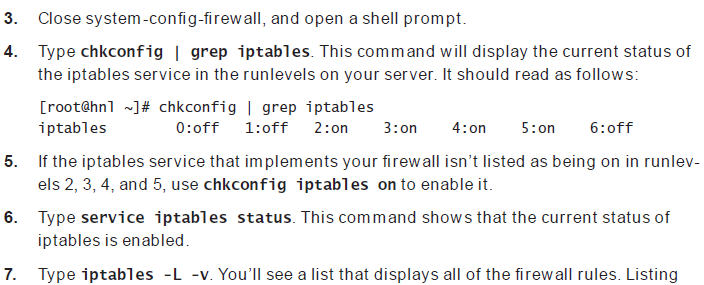 3. Close system-config-firewall, and open a shell prompt.
4. Type chkconfig | grep iptables. This command will display the current status of
the iptables service in the runlevels on your server. It should read as follows:
[root@hnl ~]# chkconfig | grep iptables
iptables 0:off 1:off 2:on 3:on 4:on 5:on 6:off
5. If the iptables service that implements your firewall isn’t listed as being on in runlev-
els 2, 3, 4, and 5, use chkconfig iptables on to enable it.
6. Type service iptables status. This command shows that the current status of
iptables is enabled.
7. Type iptables -L -v. You’ll see a list that displays all of the firewall rules. Listing